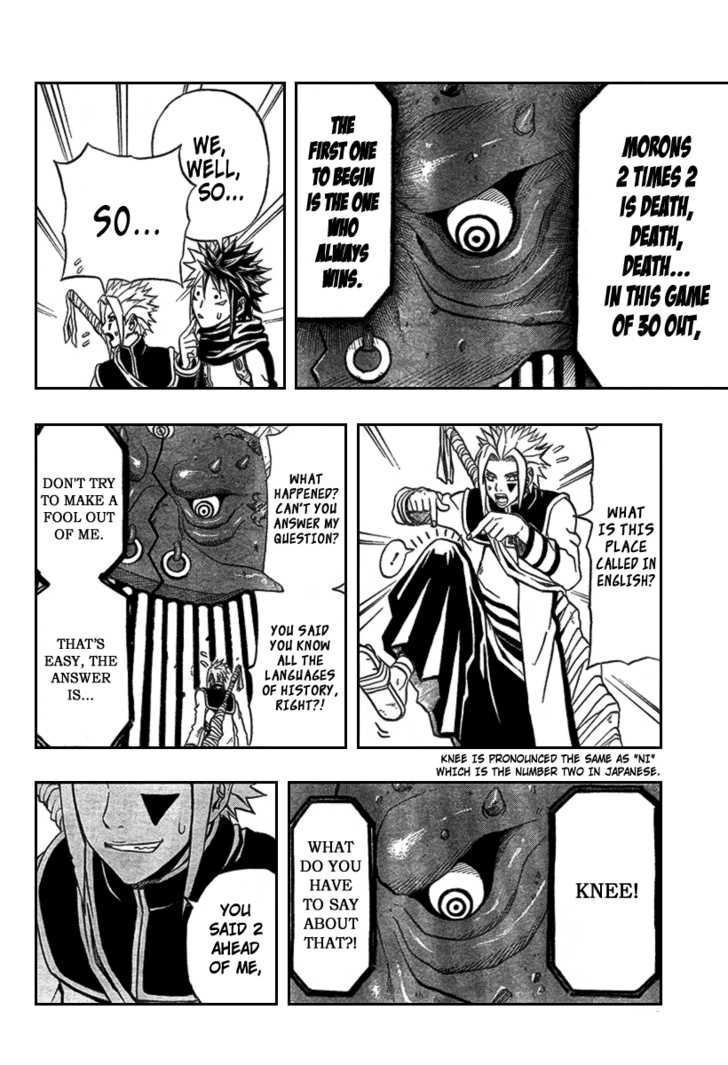 MORONS
2 TIMES 2
IS DEATH,
DEATH,
DEATH...
IN THIS GAME
OF 30 OUT,
THE
FIRST ONE
TO BEGIN
IS THE ONE
WHO
ALWAYS
WINS.
WE,
WELL,
SO...
SO...
WHAT
IS THIS
PLACE
CALLED IN
ENGLISH?
WHAT
HAPPENED?
CAN'T YOU
ANSWER MY
QUESTION?
YOU SAID
YOU KNOW
ALL THE
LANGUAGES
OF HISTORY,
RIGHT?!
DON'T TRY
TO MAKE A
FOOL OUT
OF ME.
THAT'S
EASY, THE
ANSWER
IS...
KNEE IS PRONOUNCED THE SAME AS "NI"
WHICH IS THE NUMBER TWO IN JAPANESE.
KNEE!
WHAT
DO YOU
HAVE
TO SAY
ABOUT
THAT?!
YOU
SAID 2
AHEAD
OF ME,